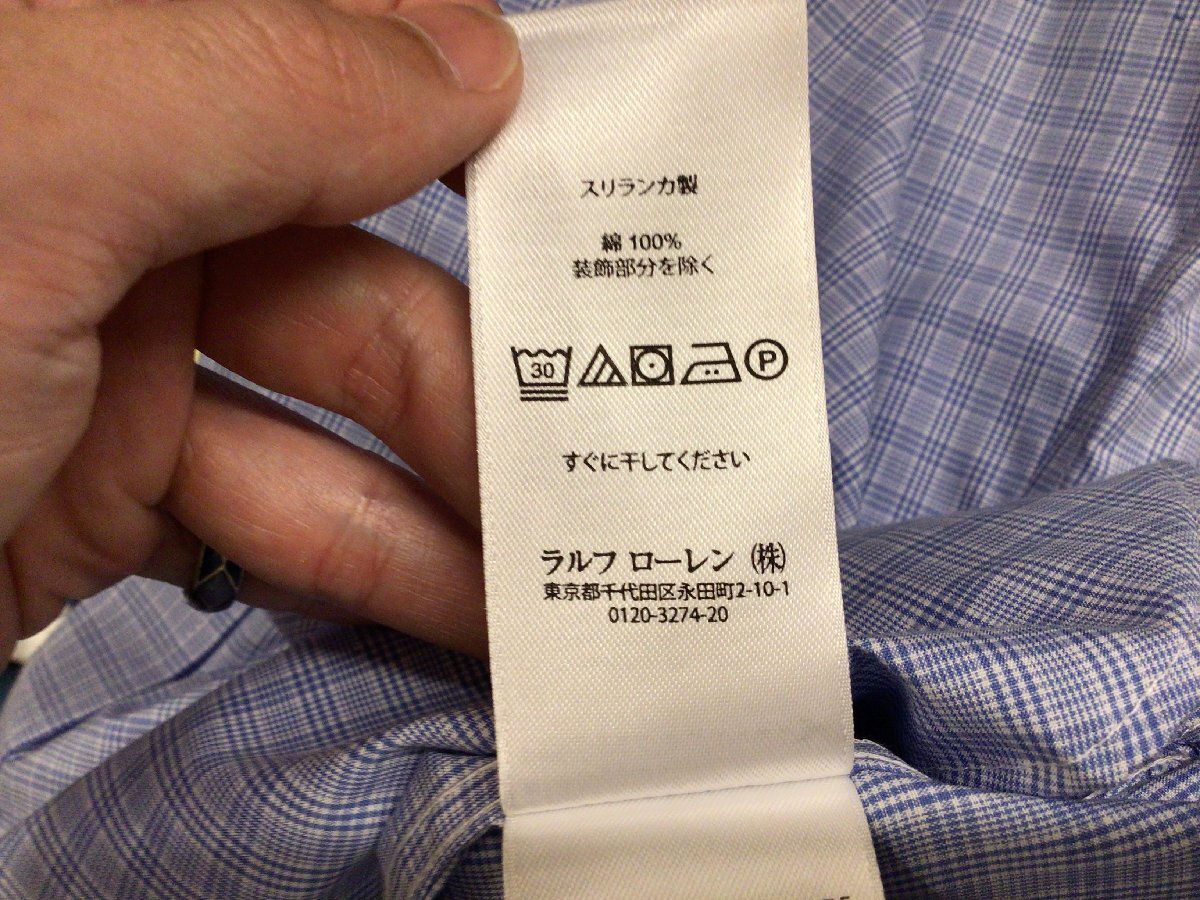 スリランカ製
綿 100%
装飾部分を除く
30 P
すぐに干してください
ラルフ ローレン (株)
東京都千代田区永田町2-10-1
0120-3274-20